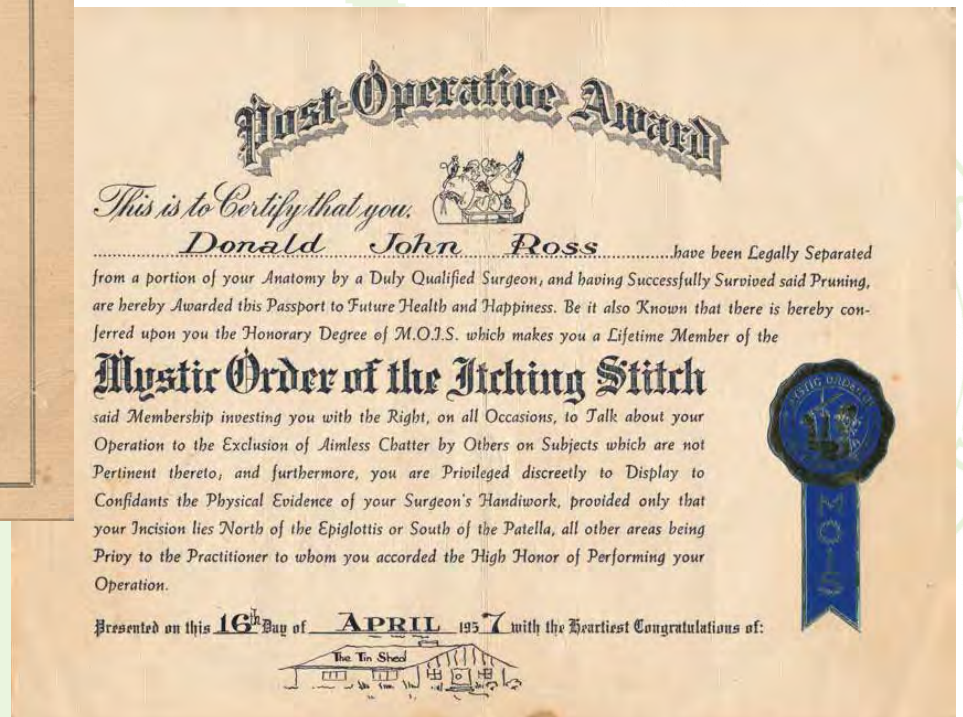 Post-Operative Award
This is to Certify that you.
Donald John Ross have been Legally Separated
from a portion of your Anatomy by a Duly Qualified Surgeon, and having Successfully Survived said Pruning,
are hereby Awarded this Passport to Future Health and Happiness. Be it also Known that there is hereby con-
ferred upon you the Honorary Degree of M.O.I.S. which makes you a Lifetime Member of the
Mystic Order of the Itching Stitch
said Membership investing you with the Right, on all Occasions, to Talk about your
Operation to the Exclusion of Aimless Chatter by Others on Subjects which are not
Pertinent thereto; and furthermore, you are Privileged discreetly to Display to
Confidants the Physical Evidence of your Surgeon's Handiwork, provided only that
your Incision lies North of the Epiglottis or South of the Patella, all other areas being
Privy to the Practitioner to whom you accorded the High Honor of Performing your
Operation.
MOIS
Presented on this 16th Day of APRIL 1957 with the Heartiest Congratulations of:
The Tin Shed